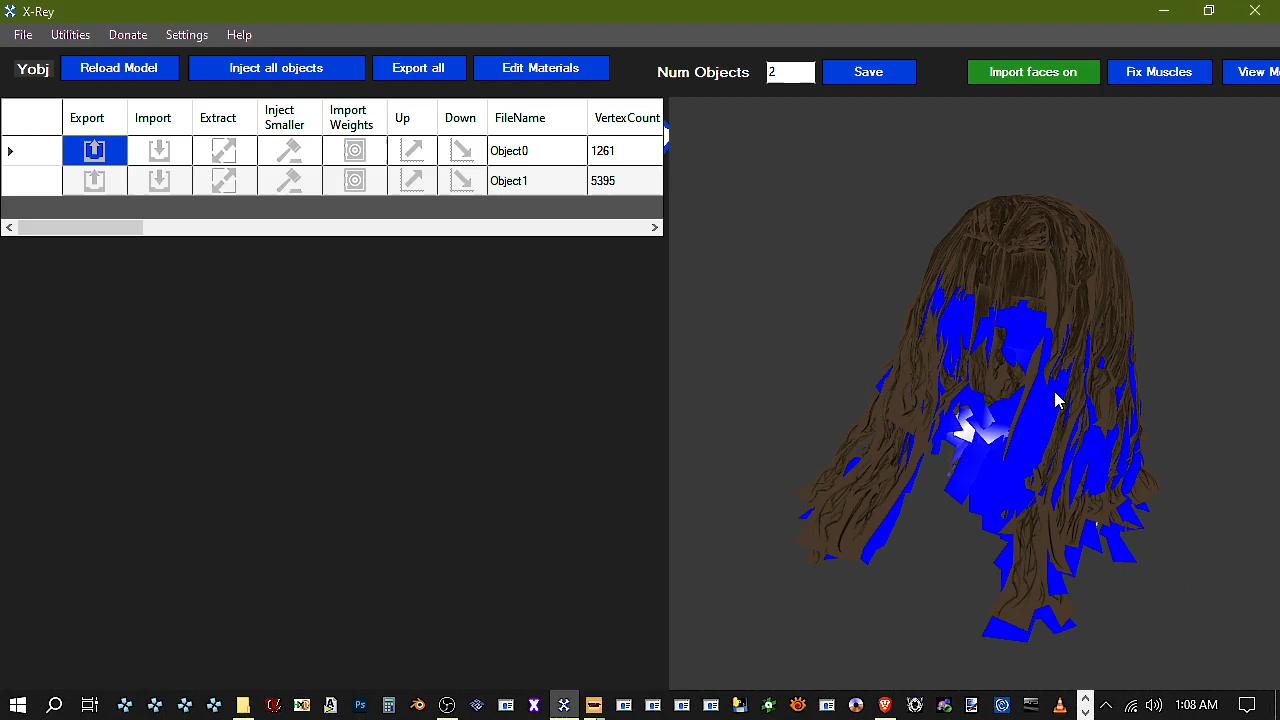 X-Rey
File Utilities Donate Settings Help
Yobj Reload Model Inject all objects Export all Edit Materials Num Objects 2 Save Import faces on Fix Muscles View M
Export Import Extract Inject Smaller Import Weights Up Down FileName VertexCount
Object0 1261
Object1 5395
1:08 AM